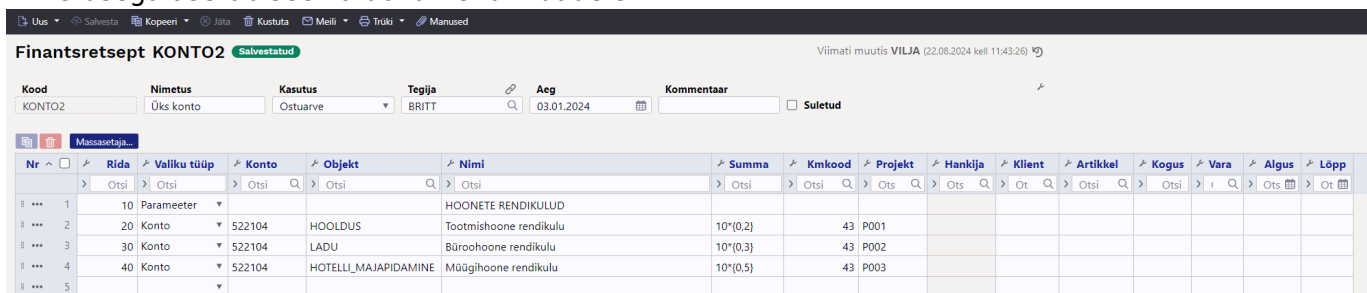 Uus Salvesta Kopeeri Jäta Kustuta Meili Trüki Manused
Finantsretsept KONTO2 Salvestatud Viimati muutis VILJA (22.08.2024 kell 11:43:26)
Kood Nimetus Kasutus Tegija Aeg Kommentaar
KONTO2 Üks konto Ostuarve BRITT 03.01.2024 Suletud
Massasetaja...
Nr Rida Valiku tüüp Konto Objekt Nimi Summa Kmkood Projekt Hankija Klient Artikkel Kogus Vara Algus Lõpp
Otsi Otsi Otsi Otsi Otsi Otsi Otsi Ots Ots Ot Otsi Otsi Ots Ot
1 10 Parameeter HOONETE RENDIKULUD
2 20 Konto 522104 HOOLDUS Tootmishoone rendikulu 10*{0,2} 43 P001
3 30 Konto 522104 LADU Bürohoone rendikulu 10*{0,3} 43 P002
4 40 Konto 522104 HOTELLI_MAJAPIDAMINE Müügihoone rendikulu 10*{0,5} 43 P003
5